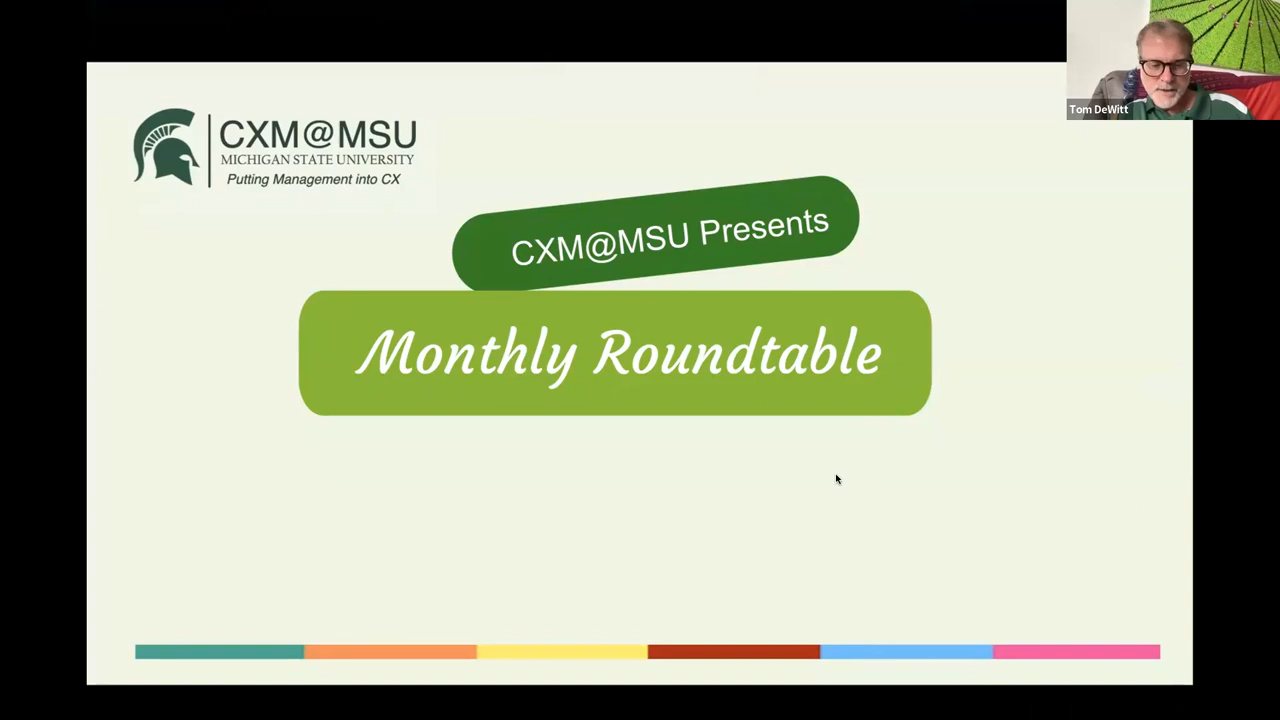 Tom DeWitt
CXM@MSU
MICHIGAN STATE UNIVERSITY
Putting Management into CX
CXM@MSU Presents
Monthly Roundtable